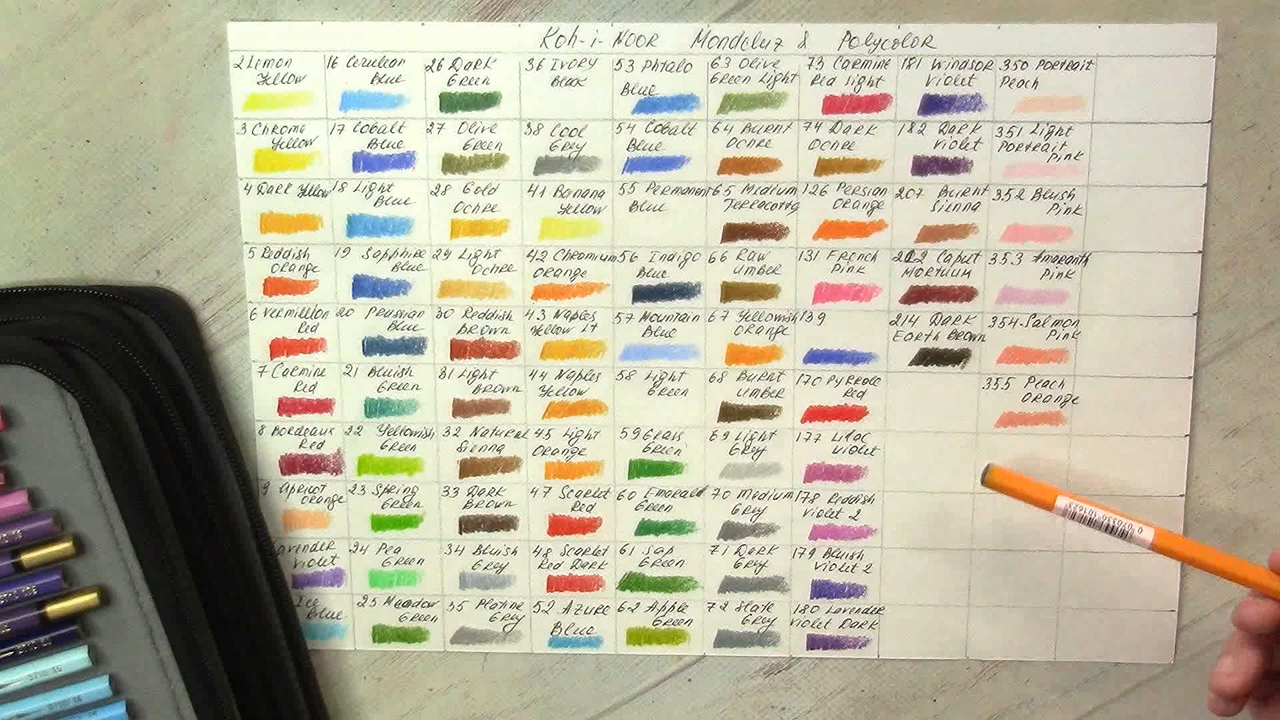 Koh-i-NOOR Mondeluz & Polycolor
2 Lemon Yellow
16 Cerulean Blue
26 Dark Green
36 Ivory Black
53 Phtalo Blue
63 Olive Green Light
73 Carmine Red light
181 Windsor Violet
350 Portrait Peach
3 Chrome Yellow
17 Cobalt Blue
27 Olive Green
38 Cool Grey
54 Cobalt Blue
64 Burnt Ochre
74 Dark Ochre
182 Dark Violet
351 Light Portrait Pink
4 Dark Yellow
18 Light Blue
28 Gold Ochre
41 Banana Yellow
55 Permanent Blue
65 Medium Terracotta
126 Persian Orange
207 Burnt Sienna
352 Bluish Pink
5 Reddish Orange
19 Sapphire Blue
29 Light Ochre
42 Chromium Orange
56 Indigo Blue
66 Raw Umber
131 French Pink
212 Caput Mortuum
353 Amaranth Pink
6 Vermillon Red
20 Prussian Blue
30 Reddish Brown
43 Naples Yellow Lt
57 Mountain Blue
67 Yellowish Orange
139
214 Dark Earth Brown
354 Salmon Pink
7 Carmine Red
21 Bluish Green
31 Light Brown
44 Naples Yellow
58 Light Green
68 Burnt Umber
170 Pyrrole Red
355 Peach Orange
8 Bordeaux Red
22 Yellowish Green
32 Natural Sienna
45 Light Orange
59 Grass Green
69 Light Grey
177 Lilac Violet
9 Apricot Orange
23 Spring Green
33 Dark Brown
47 Scarlet Red
60 Emerald Green
70 Medium Grey
178 Reddish Violet 2
Lavender Violet
24 Pea Green
34 Bluish Grey
48 Scarlet Red Dark
61 Sap Green
71 Dark Grey
179 Bluish Violet 2
Ice Blue
25 Meadow Green
35 Platine Grey
52 Azure Blue
62 Apple Green
72 Slate Grey
180 Lavender Violet Dark